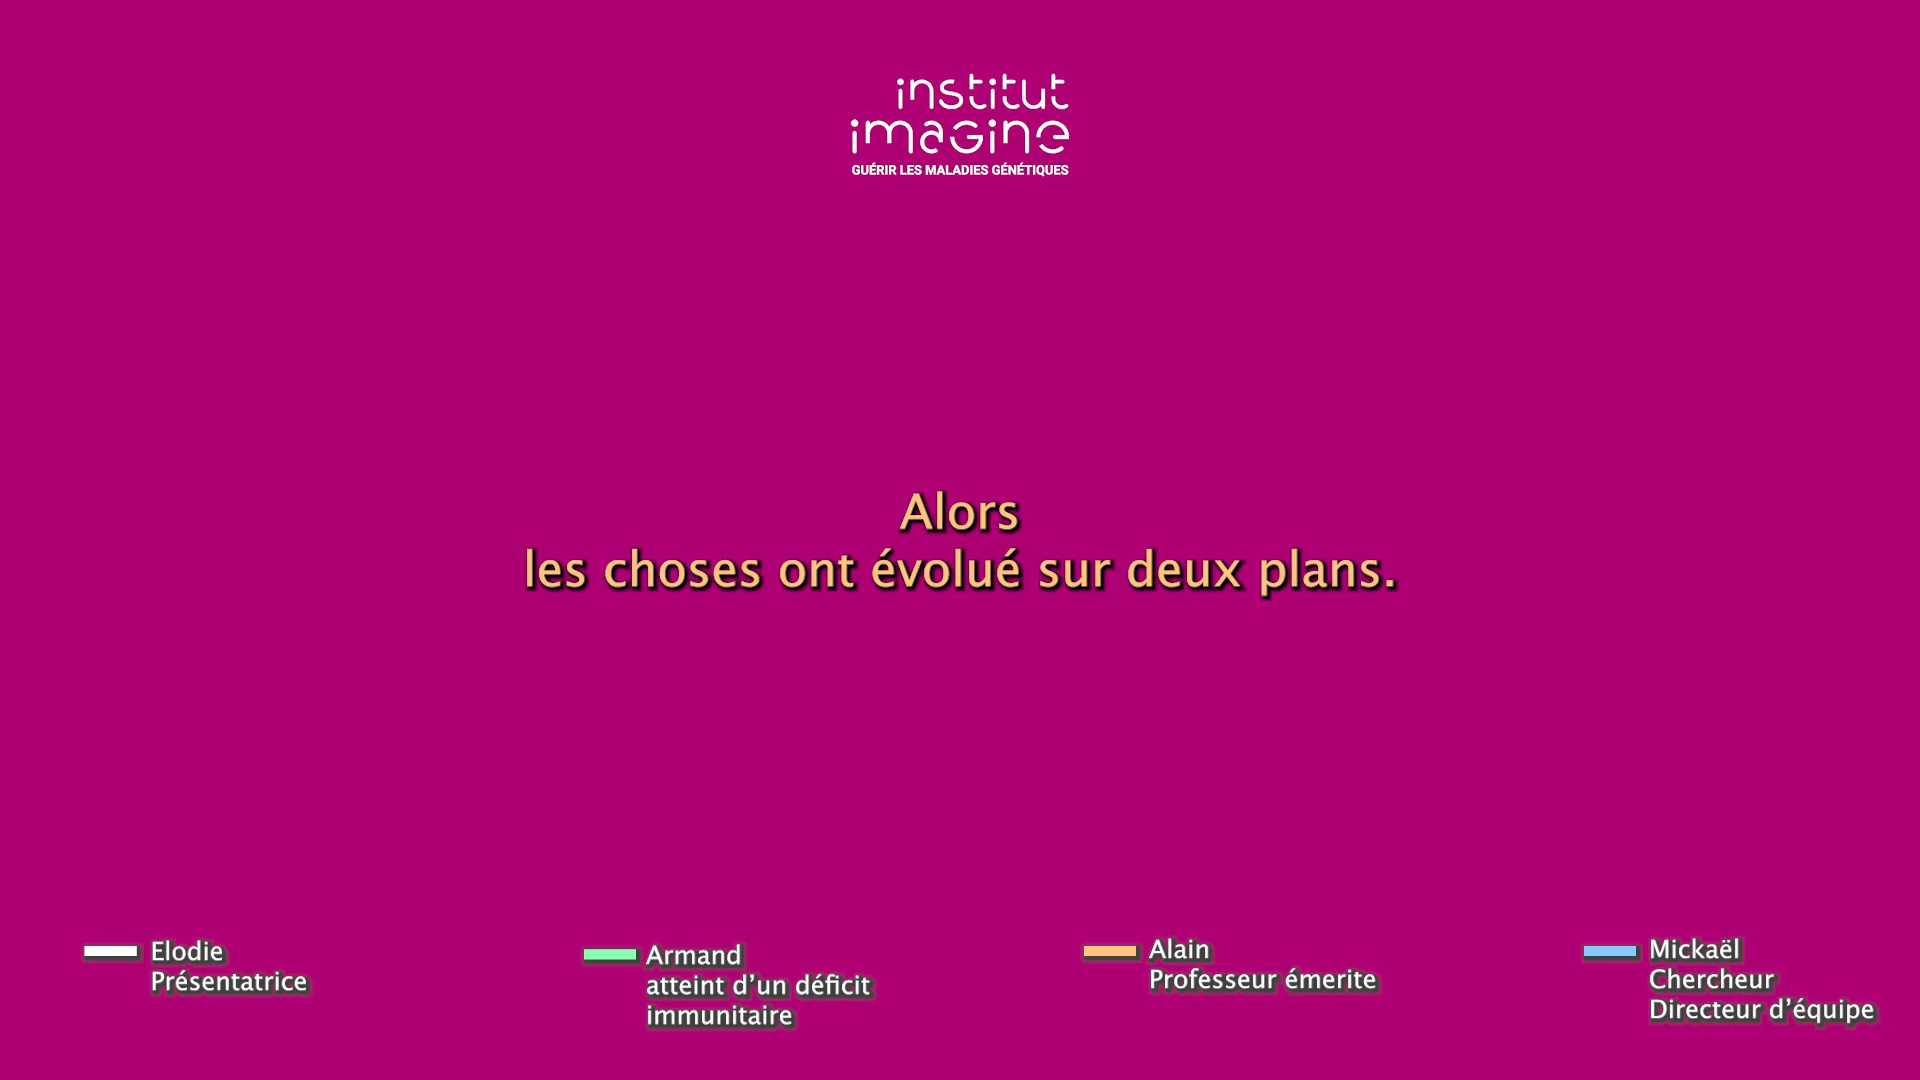 institut
imagine
GUÉRIR LES MALADIES GÉNÉTIQUES
Alors
les choses ont évolué sur deux plans.
Elodie
Présentatrice
Armand
atteint d’un déficit
immunitaire
Alain
Professeur émerite
Mickaël
Chercheur
Directeur d’équipe